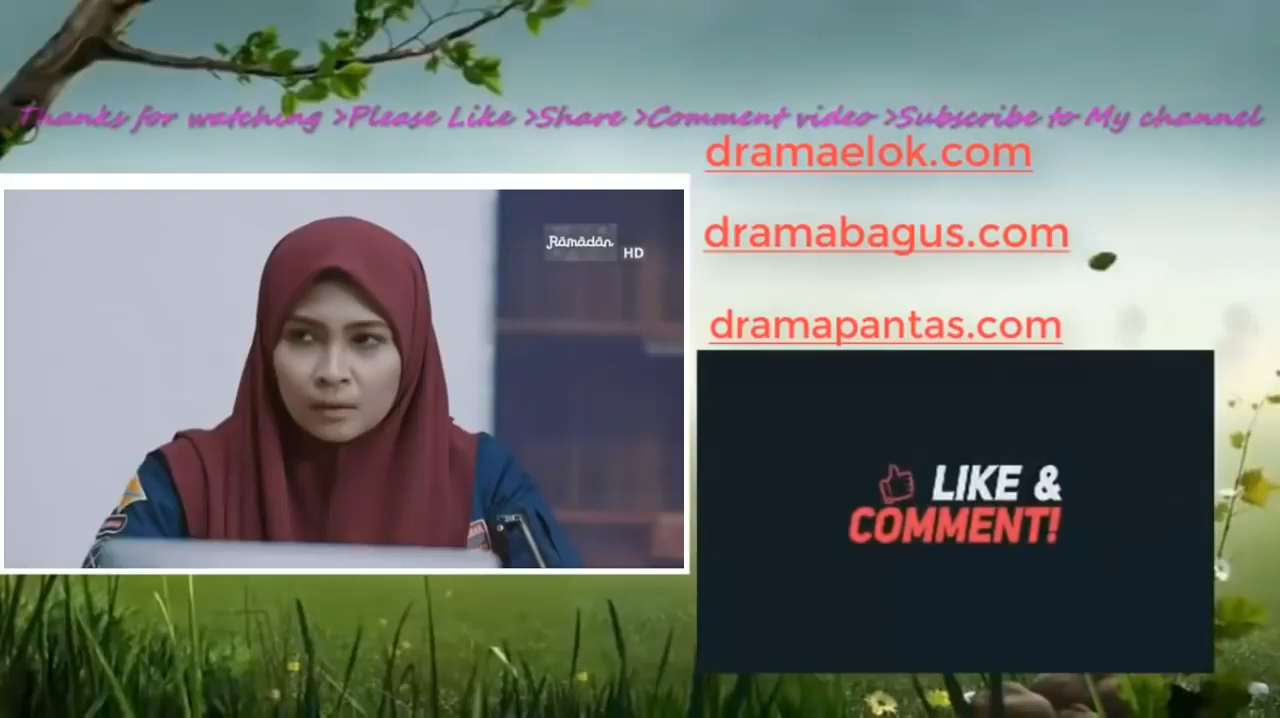 Thanks for watching >Please Like >Share >Comment video >Subscribe to My channel
dramaelok.com
dramabagus.com
dramapantas.com
Ramadan
HD
LIKE &
COMMENT!